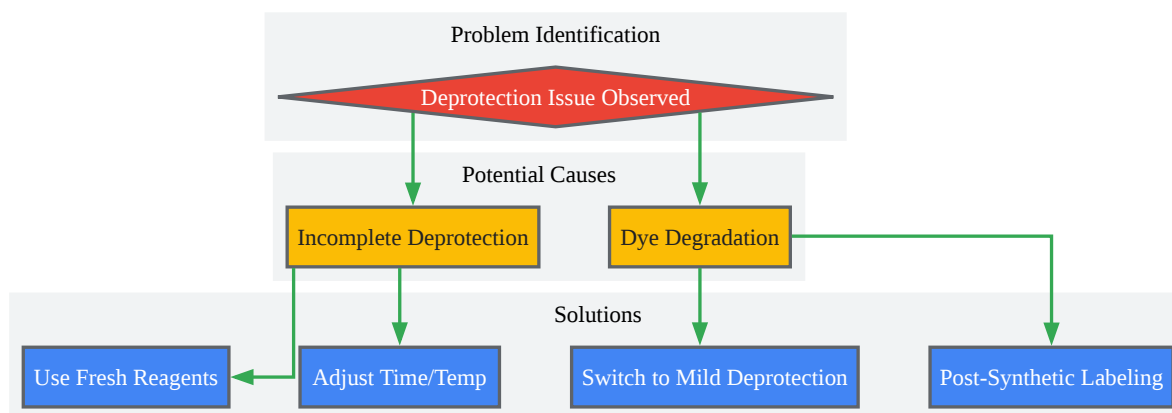 Problem Identification
Deprotection Issue Observed
Potential Causes
Incomplete Deprotection
Dye Degradation
Solutions
Use Fresh Reagents
Adjust Time/Temp
Switch to Mild Deprotection
Post-Synthetic Labeling